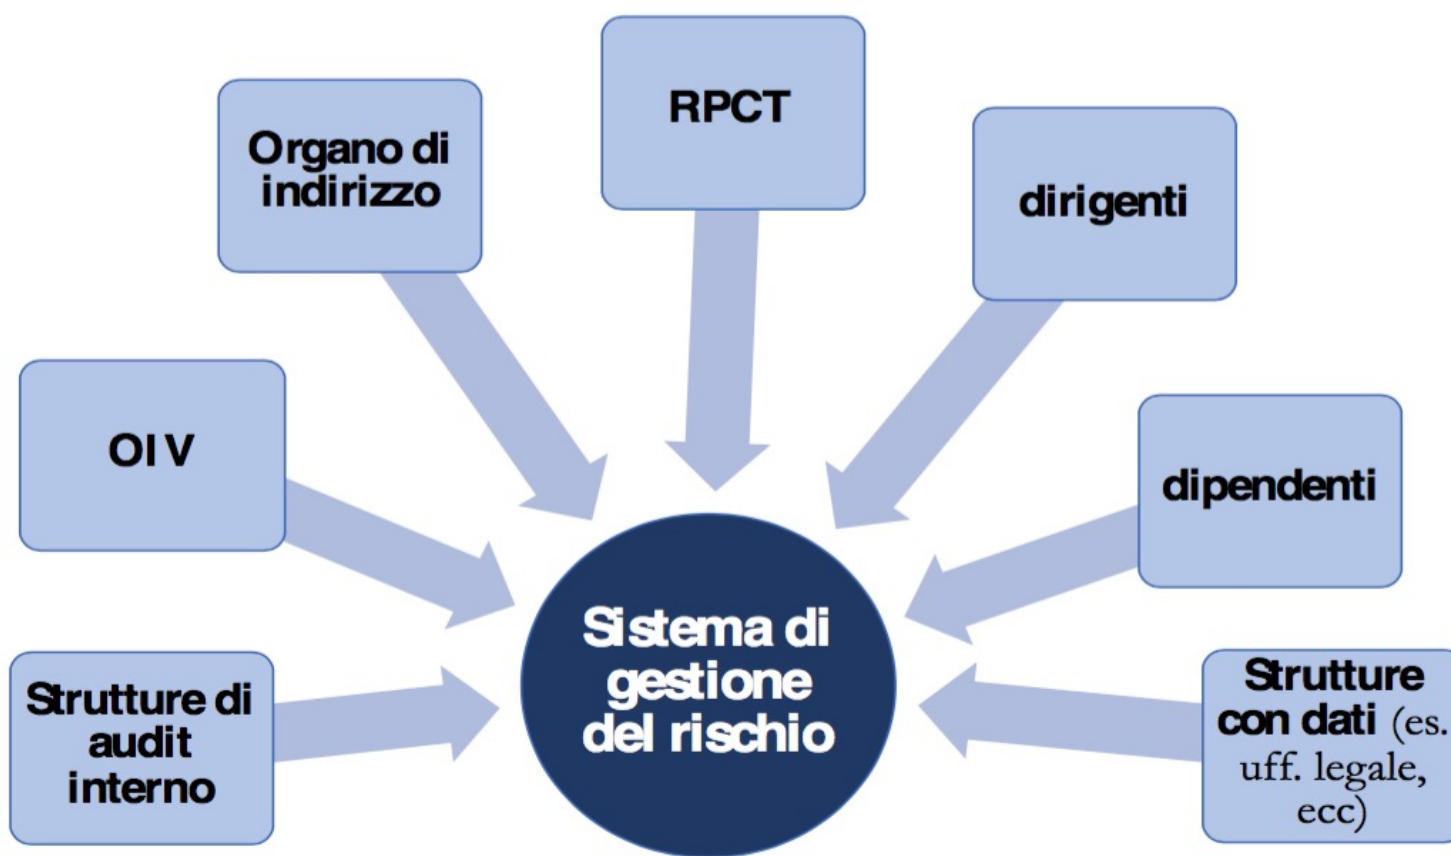 RPCT
Organo di
indirizzo
dirigenti
OIV
dipendenti
Sistema di
gestione
del rischio
Strutture di
audit
interno
Strutture
con dati (es.
uff. legale,
ecc)